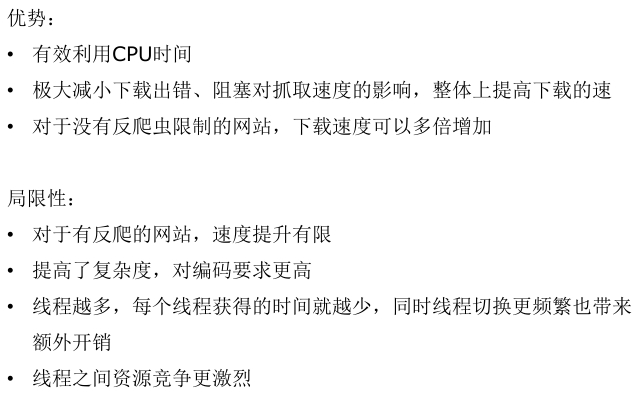 优势：
• 有效利用CPU时间
• 极大减小下载出错、阻塞对抓取速度的影响，整体上提高下载的速
• 对于没有反爬虫限制的网站，下载速度可以多倍增加
局限性：
• 对于有反爬的网站，速度提升有限
• 提高了复杂度，对编码要求更高
• 线程越多，每个线程获得的时间就越少，同时线程切换更频繁也带来
额外开销
• 线程之间资源竞争更激烈